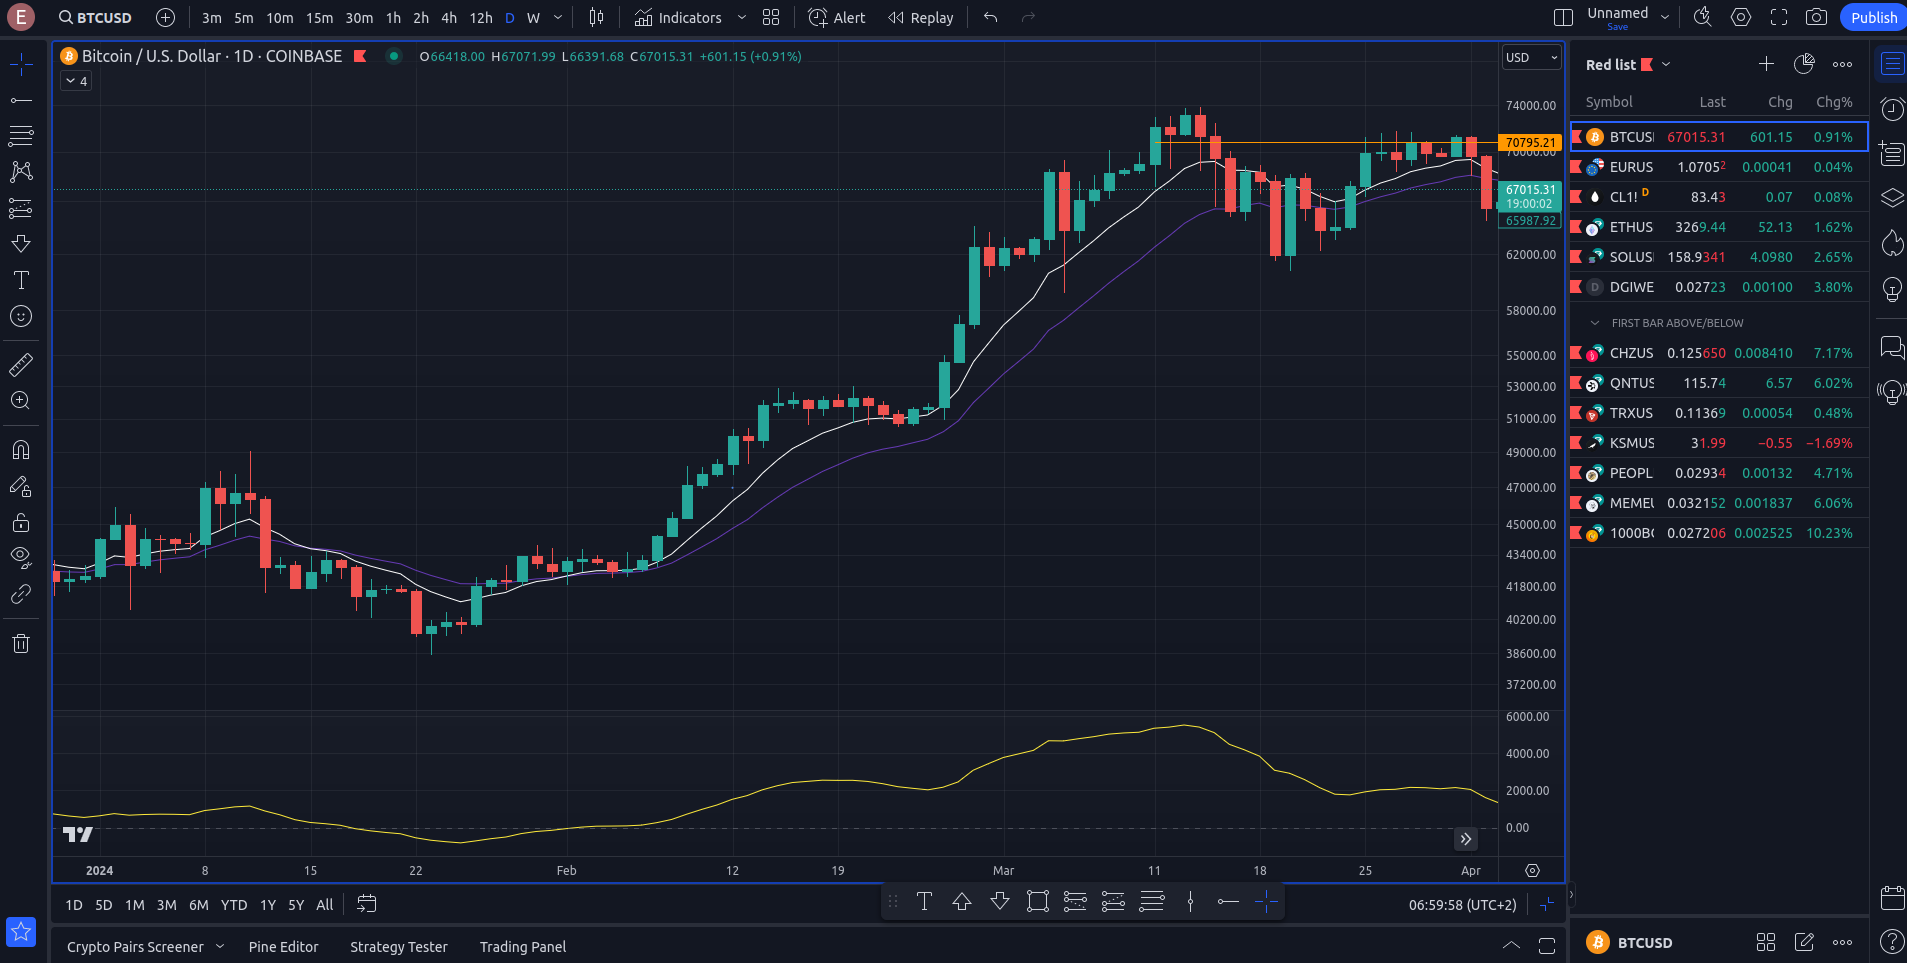 E BTCUSD 3m 5m 10m 15m 30m 1h 2h 4h 12h D W Indicators Alert Replay Unnamed Save Publish
Bitcoin / U.S. Dollar · 1D · COINBASE O66418.00 H67071.99 L66391.68 C67015.31 +601.15 (+0.91%)
4
USD
74000.00
70795.21
70000.00
67015.31
19:00:02
65987.92
62000.00
58000.00
55000.00
53000.00
51000.00
49000.00
47000.00
45000.00
43400.00
41800.00
40200.00
38600.00
37200.00
6000.00
4000.00
2000.00
0.00
2024 8 15 22 Feb 12 19 Mar 11 18 25 Apr
1D 5D 1M 3M 6M YTD 1Y 5Y All
T
06:59:58 (UTC+2)
Crypto Pairs Screener Pine Editor Strategy Tester Trading Panel
Red list
Symbol Last Chg Chg%
BTCUS 67015.31 601.15 0.91%
EURUS 1.07052 0.00041 0.04%
CL1! D 83.43 0.07 0.08%
ETHUS 3269.44 52.13 1.62%
SOLUS 158.9341 4.0980 2.65%
D DGIWE 0.02723 0.00100 3.80%
FIRST BAR ABOVE/BELOW
CHZUS 0.125650 0.008410 7.17%
QNTUS 115.74 6.57 6.02%
TRXUS 0.11369 0.00054 0.48%
KSMUS 31.99 −0.55 −1.69%
PEOPL 0.02934 0.00132 4.71%
MEMEU 0.032152 0.001837 6.06%
1000BO 0.027206 0.002525 10.23%
BTCUSD